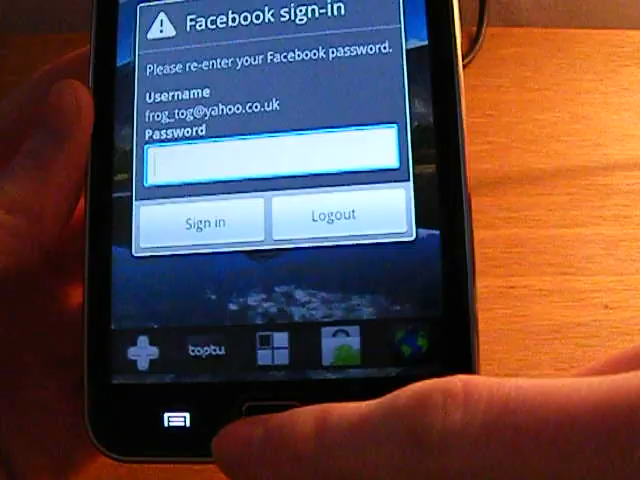 Facebook sign-in
Please re-enter your Facebook password.
Username
frog_tog@yahoo.co.uk
Password
Sign in
Logout
taptu